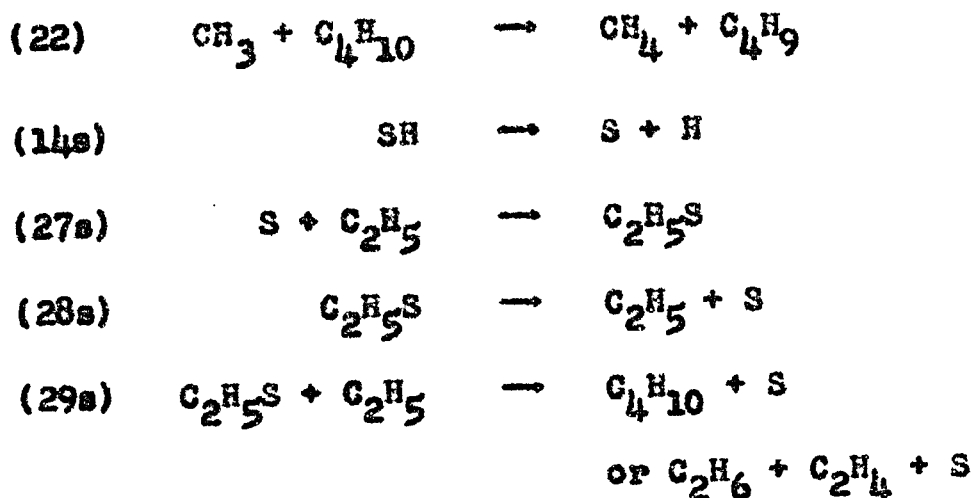 (22) CH₃ + C₄H₁₀ → CH₄ + C₄H₉
(14s) SH → S + H
(27s) S + C₂H₅ → C₂H₅S
(28s) C₂H₅S → C₂H₅ + S
(29s) C₂H₅S + C₂H₅ → C₄H₁₀ + S
or C₂H₆ + C₂H₄ + S